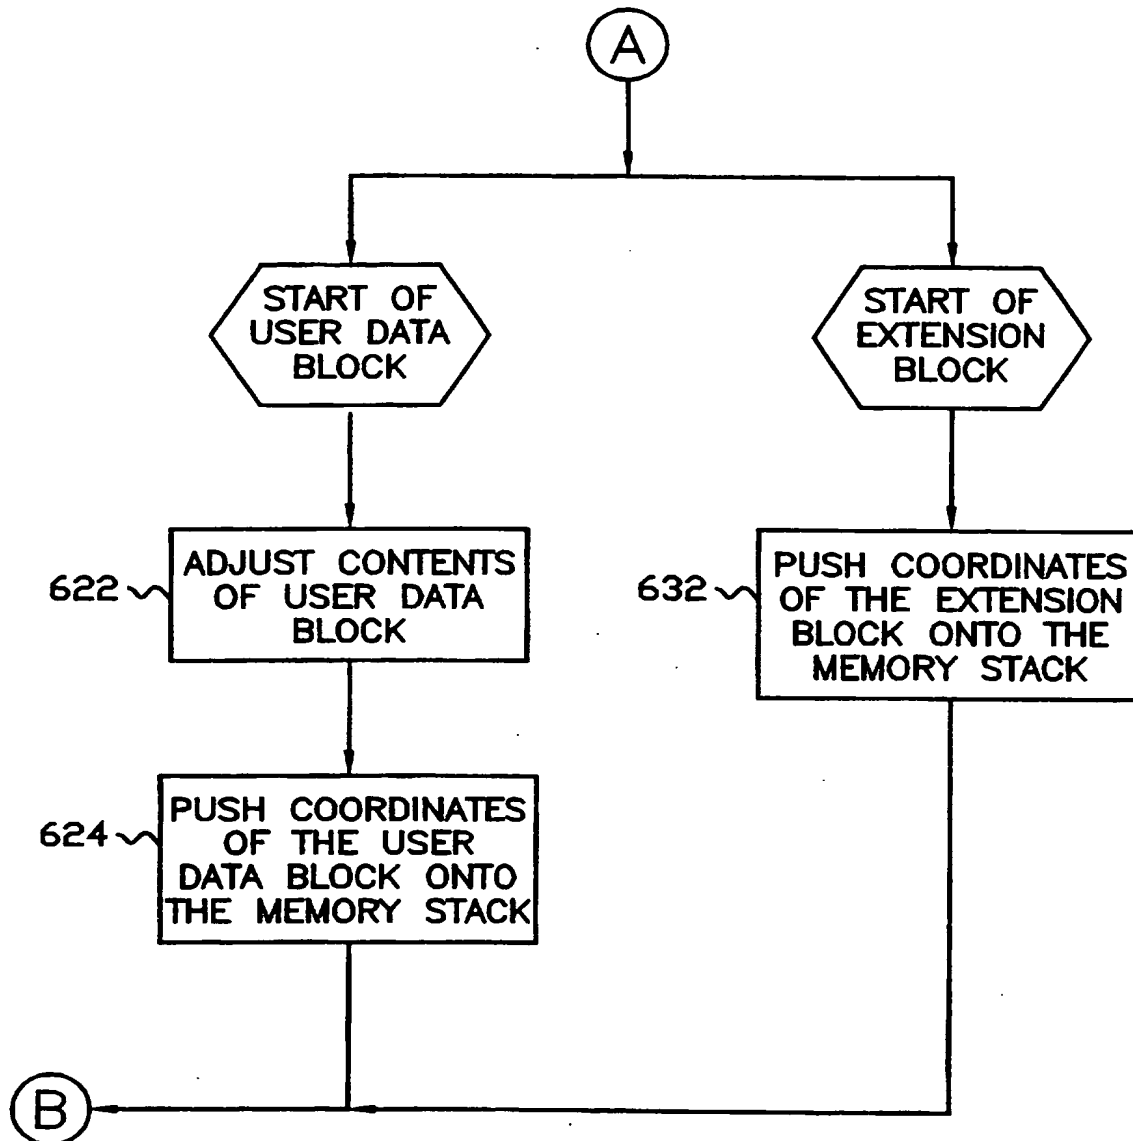 A
START OF
USER DATA
BLOCK
START OF
EXTENSION
BLOCK
622
ADJUST CONTENTS
OF USER DATA
BLOCK
632
PUSH COORDINATES
OF THE EXTENSION
BLOCK ONTO THE
MEMORY STACK
624
PUSH COORDINATES
OF THE USER
DATA BLOCK ONTO
THE MEMORY STACK
B